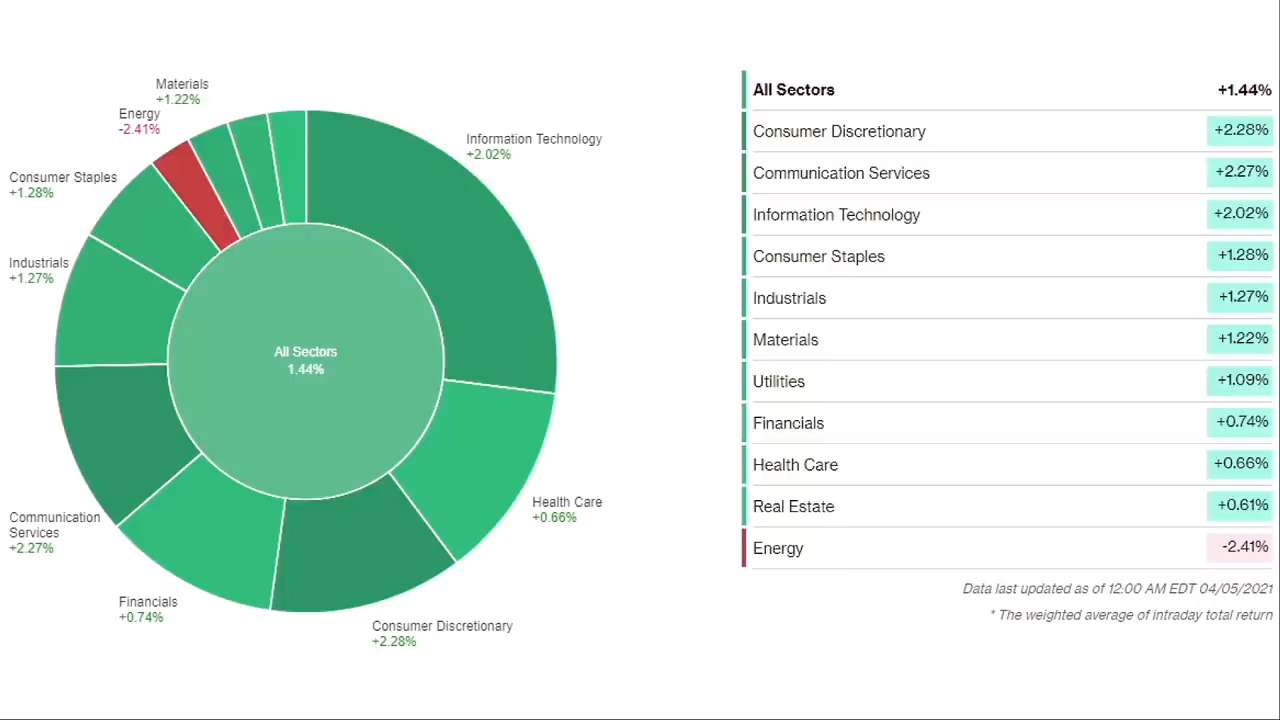 Materials
+1.22%
Energy
-2.41%
Information Technology
+2.02%
Consumer Staples
+1.28%
Industrials
+1.27%
All Sectors
1.44%
Health Care
+0.66%
Communication
Services
+2.27%
Financials
+0.74%
Consumer Discretionary
+2.28%
All Sectors +1.44%
Consumer Discretionary +2.28%
Communication Services +2.27%
Information Technology +2.02%
Consumer Staples +1.28%
Industrials +1.27%
Materials +1.22%
Utilities +1.09%
Financials +0.74%
Health Care +0.66%
Real Estate +0.61%
Energy -2.41%
Data last updated as of 12:00 AM EDT 04/05/2021
* The weighted average of intraday total return